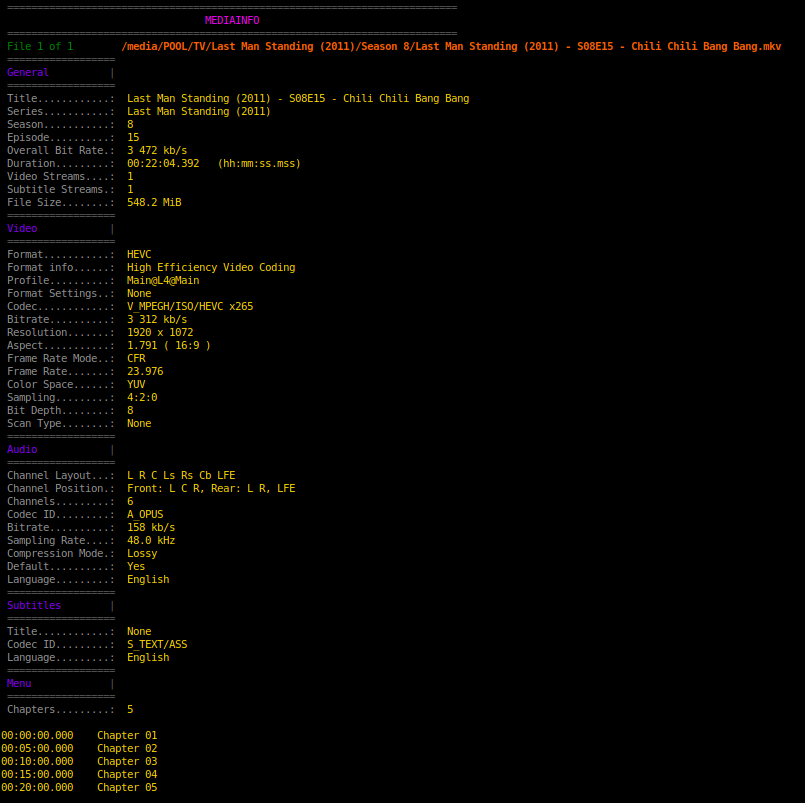 ===========================================================================
MEDIAINFO
===========================================================================
File 1 of 1 /media/POOL/TV/Last Man Standing (2011)/Season 8/Last Man Standing (2011) - S08E15 - Chili Chili Bang Bang.mkv
==================
General |
==================
Title............: Last Man Standing (2011) - S08E15 - Chili Chili Bang Bang
Series...........: Last Man Standing (2011)
Season...........: 8
Episode..........: 15
Overall Bit Rate.: 3 472 kb/s
Duration.........: 00:22:04.392 (hh:mm:ss.mss)
Video Streams....: 1
Subtitle Streams.: 1
File Size........: 548.2 MiB
==================
Video |
==================
Format...........: HEVC
Format info......: High Efficiency Video Coding
Profile..........: Main@L4@Main
Format Settings..: None
Codec............: V_MPEGH/ISO/HEVC x265
Bitrate..........: 3 312 kb/s
Resolution.......: 1920 x 1072
Aspect...........: 1.791 ( 16:9 )
Frame Rate Mode..: CFR
Frame Rate.......: 23.976
Color Space......: YUV
Sampling.........: 4:2:0
Bit Depth........: 8
Scan Type........: None
==================
Audio |
==================
Channel Layout...: L R C Ls Rs Cb LFE
Channel Position.: Front: L C R, Rear: L R, LFE
Channels.........: 6
Codec ID.........: A_OPUS
Bitrate..........: 158 kb/s
Sampling Rate....: 48.0 kHz
Compression Mode.: Lossy
Default..........: Yes
Language.........: English
==================
Subtitles |
==================
Title............: None
Codec ID.........: S_TEXT/ASS
Language.........: English
==================
Menu |
==================
Chapters.........: 5
00:00:00.000 Chapter 01
00:05:00.000 Chapter 02
00:10:00.000 Chapter 03
00:15:00.000 Chapter 04
00:20:00.000 Chapter 05